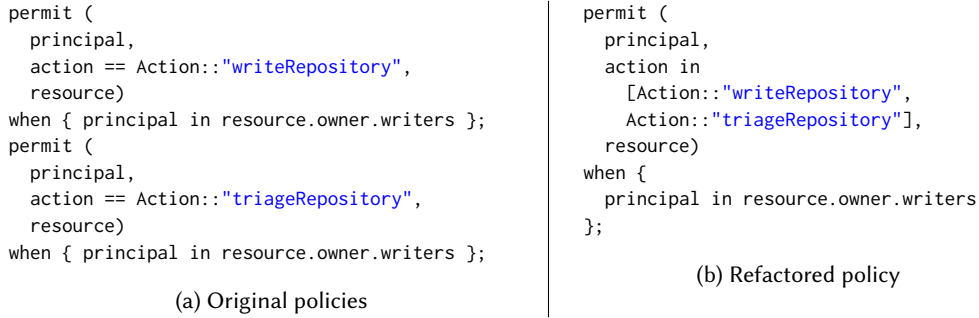 permit (
  principal,
  action == Action::"writeRepository",
  resource)
when { principal in resource.owner.writers };
permit (
  principal,
  action == Action::"triageRepository",
  resource)
when { principal in resource.owner.writers };
(a) Original policies
permit (
  principal,
  action in
    [Action::"writeRepository",
    Action::"triageRepository"],
  resource)
when {
  principal in resource.owner.writers
};
(b) Refactored policy